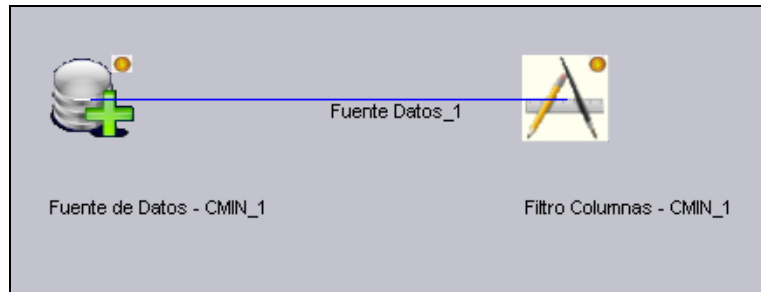 Fuente Datos_1
Fuente de Datos - CMIN_1
Filtro Columnas - CMIN_1